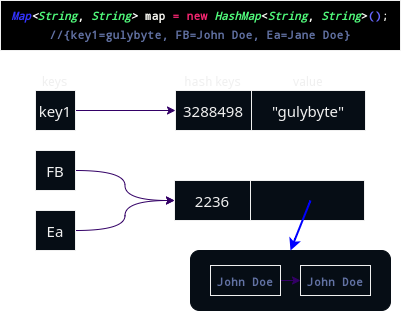 Map<String, String> map = new HashMap<String, String>();
//{key1=gulybyte, FB=John Doe, Ea=Jane Doe}
keys hash keys value
key1 3288498 "gulybyte"
FB
2236
Ea
John Doe John Doe